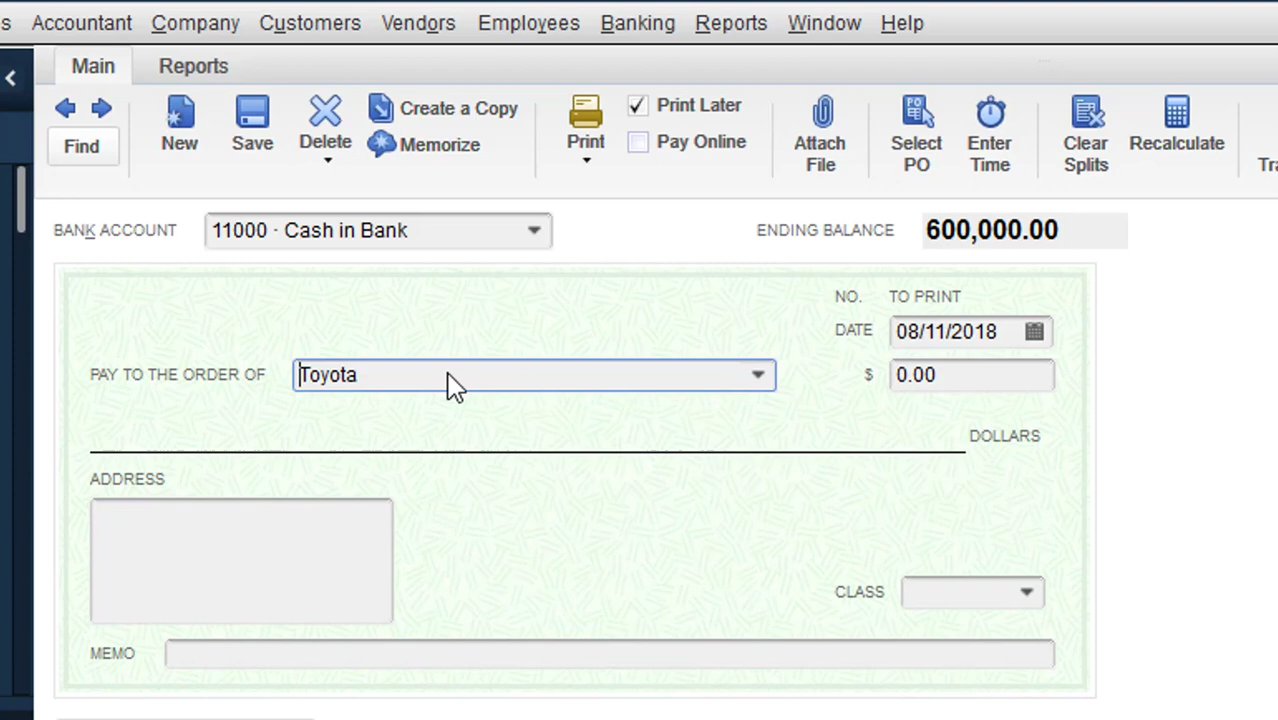 s Accountant Company Customers Vendors Employees Banking Reports Window Help
Main Reports
Find New Save Delete Create a Copy Memorize Print Print Later Pay Online Attach File Select PO Enter Time Clear Splits Recalculate Tra
BANK ACCOUNT 11000 · Cash in Bank ENDING BALANCE 600,000.00
NO. TO PRINT
DATE 08/11/2018
PAY TO THE ORDER OF Toyota $ 0.00
DOLLARS
ADDRESS
CLASS
MEMO